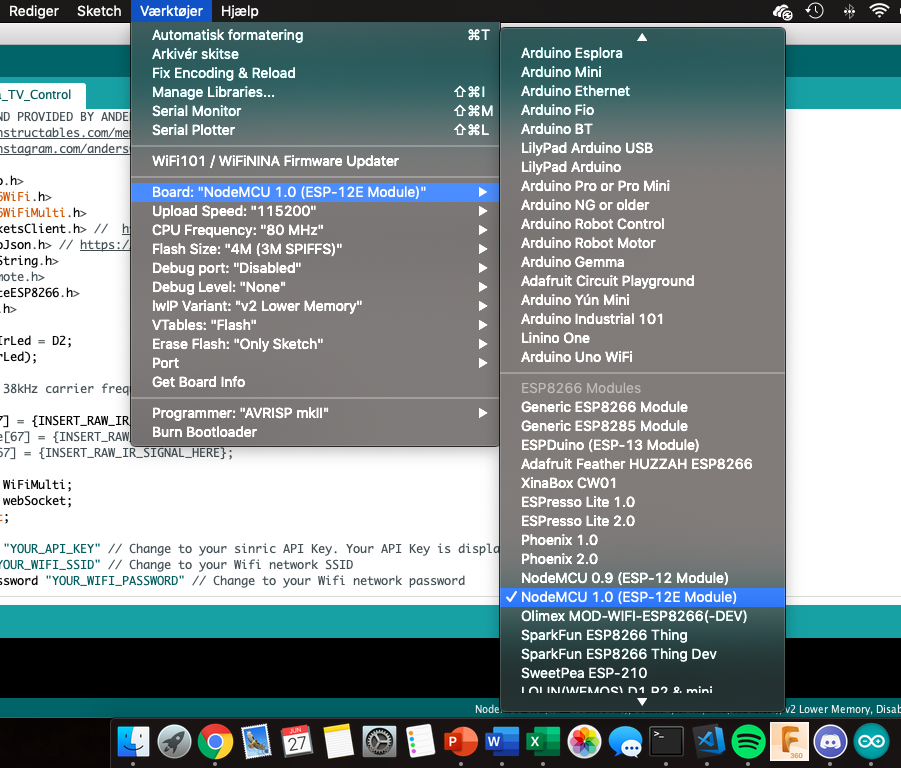 Rediger Sketch Værktøjer Hjælp
Automatisk formatering ⌘T
Arkivér skitse
Fix Encoding & Reload
Manage Libraries... ⇧⌘I
Serial Monitor ⇧⌘M
Serial Plotter ⇧⌘L
WiFi101 / WiFiNINA Firmware Updater
Board: "NodeMCU 1.0 (ESP-12E Module)"
Upload Speed: "115200"
CPU Frequency: "80 MHz"
Flash Size: "4M (3M SPIFFS)"
Debug port: "Disabled"
Debug Level: "None"
lwIP Variant: "v2 Lower Memory"
VTables: "Flash"
Erase Flash: "Only Sketch"
Port
Get Board Info
Programmer: "AVRISP mkII"
Burn Bootloader
Arduino Esplora
Arduino Mini
Arduino Ethernet
Arduino Fio
Arduino BT
LilyPad Arduino USB
LilyPad Arduino
Arduino Pro or Pro Mini
Arduino NG or older
Arduino Robot Control
Arduino Robot Motor
Arduino Gemma
Adafruit Circuit Playground
Arduino Yún Mini
Arduino Industrial 101
Linino One
Arduino Uno WiFi
ESP8266 Modules
Generic ESP8266 Module
Generic ESP8285 Module
ESPDuino (ESP-13 Module)
Adafruit Feather HUZZAH ESP8266
XinaBox CW01
ESPresso Lite 1.0
ESPresso Lite 2.0
Phoenix 1.0
Phoenix 2.0
NodeMCU 0.9 (ESP-12 Module)
✓ NodeMCU 1.0 (ESP-12E Module)
Olimex MOD-WIFI-ESP8266(-DEV)
SparkFun ESP8266 Thing
SparkFun ESP8266 Thing Dev
SweetPea ESP-210
LOLIN(WEMOS) D1 R2 & mini
_TV_Control
ND PROVIDED BY ANDER
nstructables.com/me
nstagram.com/anders
o.h>
6WiFi.h>
6WiFiMulti.h>
ketsClient.h> // h
oJson.h> // https:/
String.h>
mote.h>
ceESP8266.h>
.h>
IrLed = D2;
rLed);
38kHz carrier freq
7] = {INSERT_RAW_IR_
e[67] = {INSERT_RAW_
67] = {INSERT_RAW_IR_SIGNAL_HERE};
WiFiMulti;
webSocket;
t;
"YOUR_API_KEY" // Change to your sinric API Key. Your API Key is displa
YOUR_WIFI_SSID" // Change to your Wifi network SSID
ssword "YOUR_WIFI_PASSWORD" // Change to your Wifi network password
Node
v2 Lower Memory, Disab
JUN
27
P W X
F
360